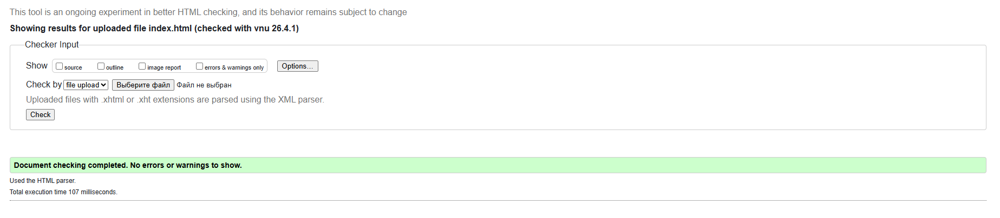 This tool is an ongoing experiment in better HTML checking, and its behavior remains subject to change
Showing results for uploaded file index.html (checked with vnu 26.4.1)
Checker Input
Show source outline image report errors & warnings only Options...
Check by file upload Выберите файл Файл не выбран
Uploaded files with .xhtml or .xht extensions are parsed using the XML parser.
Check
Document checking completed. No errors or warnings to show.
Used the HTML parser.
Total execution time 107 milliseconds.